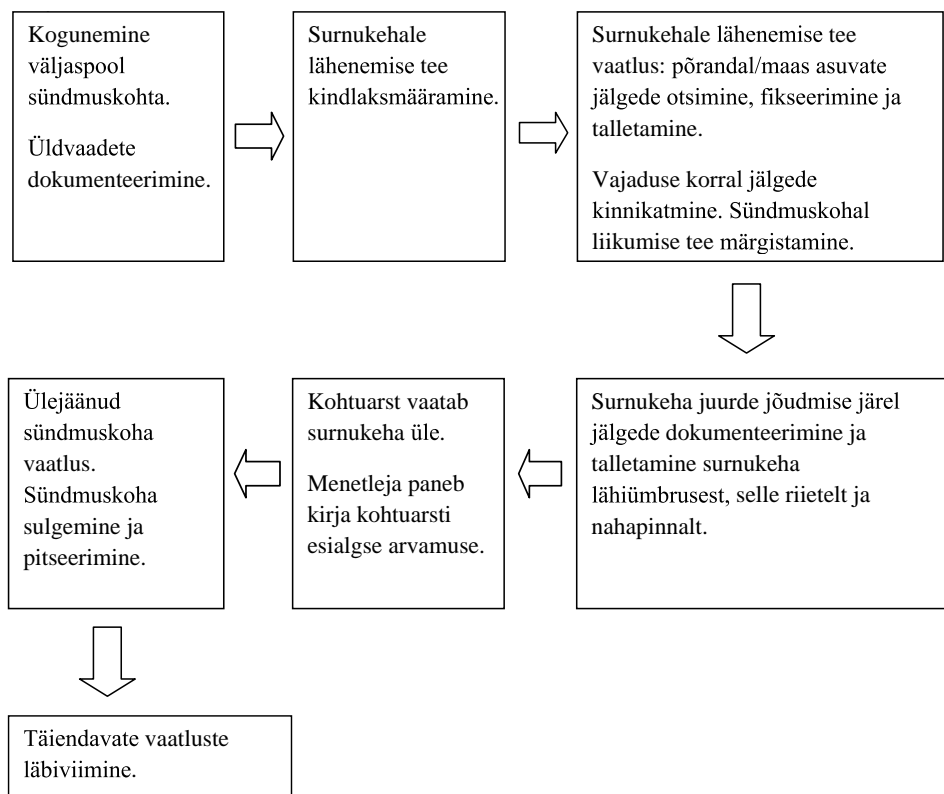 Kogunemine
väljaspool
sündmuskohta.
Üldvaadete
dokumenteerimine.
Surnukehale
lähenemise tee
kindlaksmääramine.
Surnukehale lähenemise tee
vaatlus: põrandal/maas asuvate
jälgede otsimine, fikseerimine ja
talletamine.
Vajaduse korral jälgede
kinnikatmine. Sündmuskohal
liikumise tee märgistamine.
Surnukeha juurde jõudmise järel
jälgede dokumenteerimine ja
talletamine surnukeha
lähiümbrusest, selle riietelt ja
nahapinnalt.
Kohtuarst vaatab
surnukeha üle.
Menetleja paneb
kirja kohtuarsti
esialgse arvamuse.
Ülejäänud
sündmuskoha
vaatlus.
Sündmuskoha
sulgemine ja
pitseerimine.
Täiendavate vaatluste
läbiviimine.